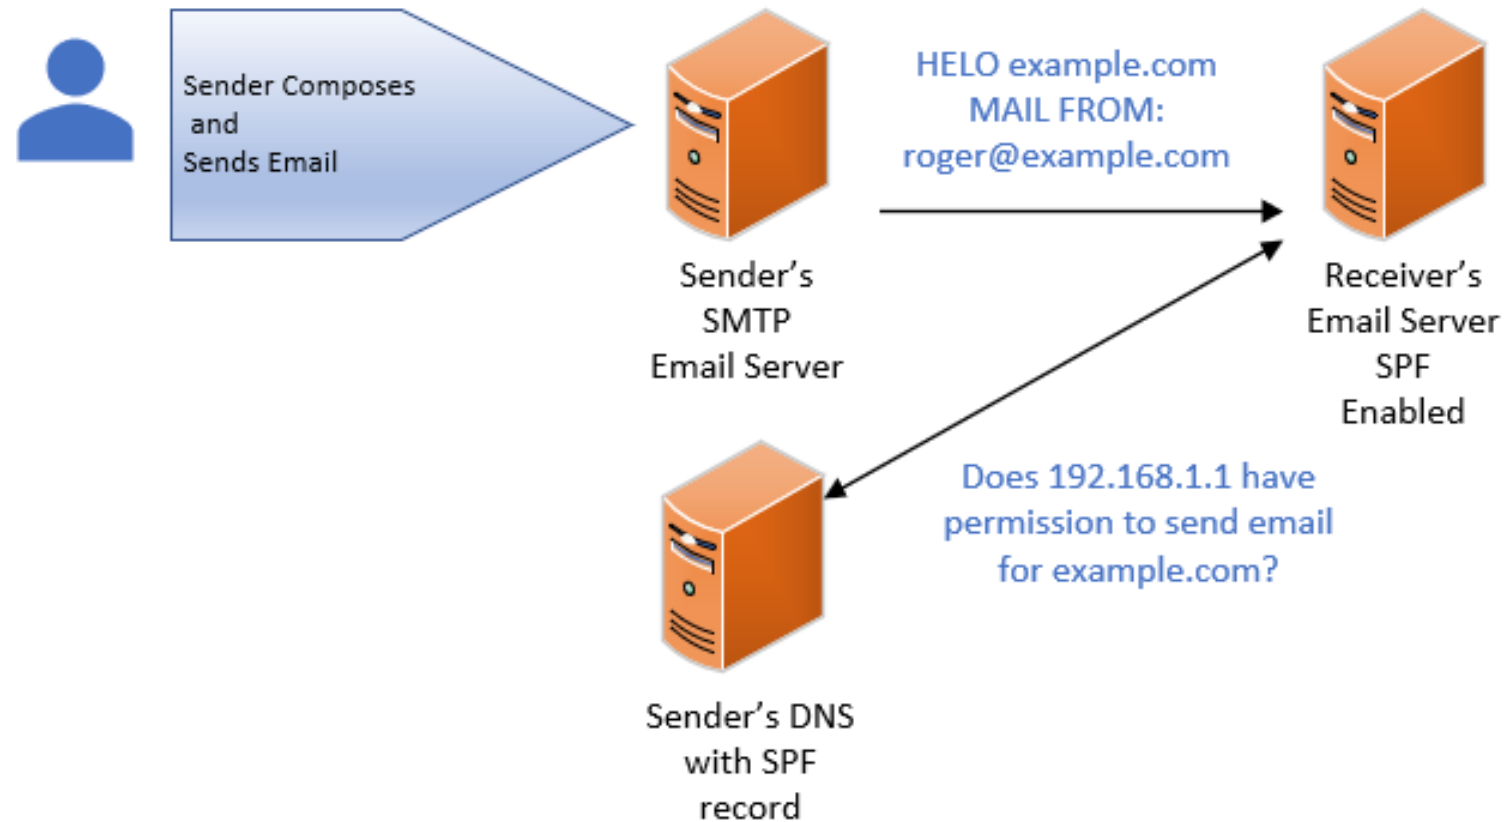 Sender Composes
and
Sends Email
HELO example.com
MAIL FROM:
roger@example.com
Sender’s
SMTP
Email Server
Receiver’s
Email Server
SPF
Enabled
Does 192.168.1.1 have
permission to send email
for example.com?
Sender’s DNS
with SPF
record